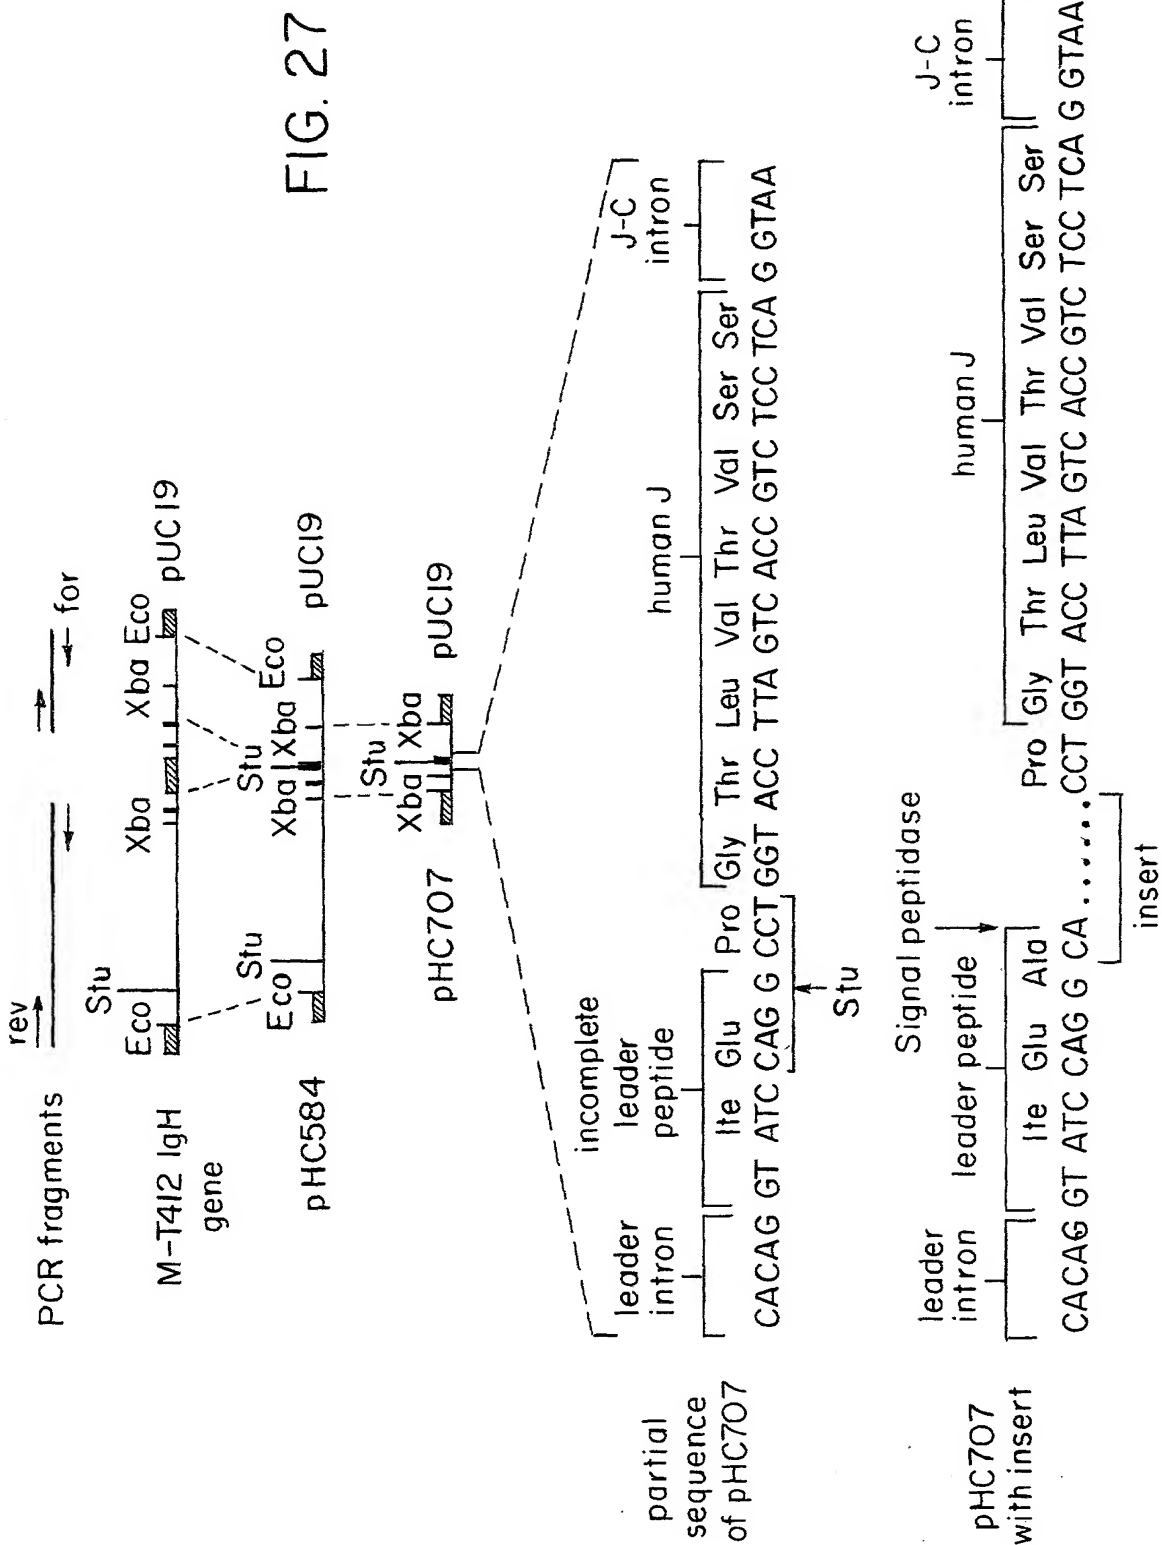 FIG. 27
PCR fragments
rev
for
M-T412 IgH
gene
Eco
Stu
Xba
Xba
Eco
pUC19
pHC584
Eco
Stu
Xba
Stu
Xba
Eco
pUC19
pHC707
Xba
Stu
Xba
pUC19
partial
sequence
of pHC707
leader
intron
incomplete
leader
peptide
human J
J-C
intron
Ite Glu Pro Gly Thr Leu Val Thr Val Ser Ser
CACAG GT ATC CAG G CCT GGT ACC TTA GTC ACC GTC TCC TCA G GTAA
Stu
pHC707
with insert
leader
intron
leader peptide
Signal peptidase
human J
J-C
intron
Ite Glu Ala Pro Gly Thr Leu Val Thr Val Ser Ser
CACAG GT ATC CAG G CA ...... CCT GGT ACC TTA GTC ACC GTC TCC TCA G GTAA
insert